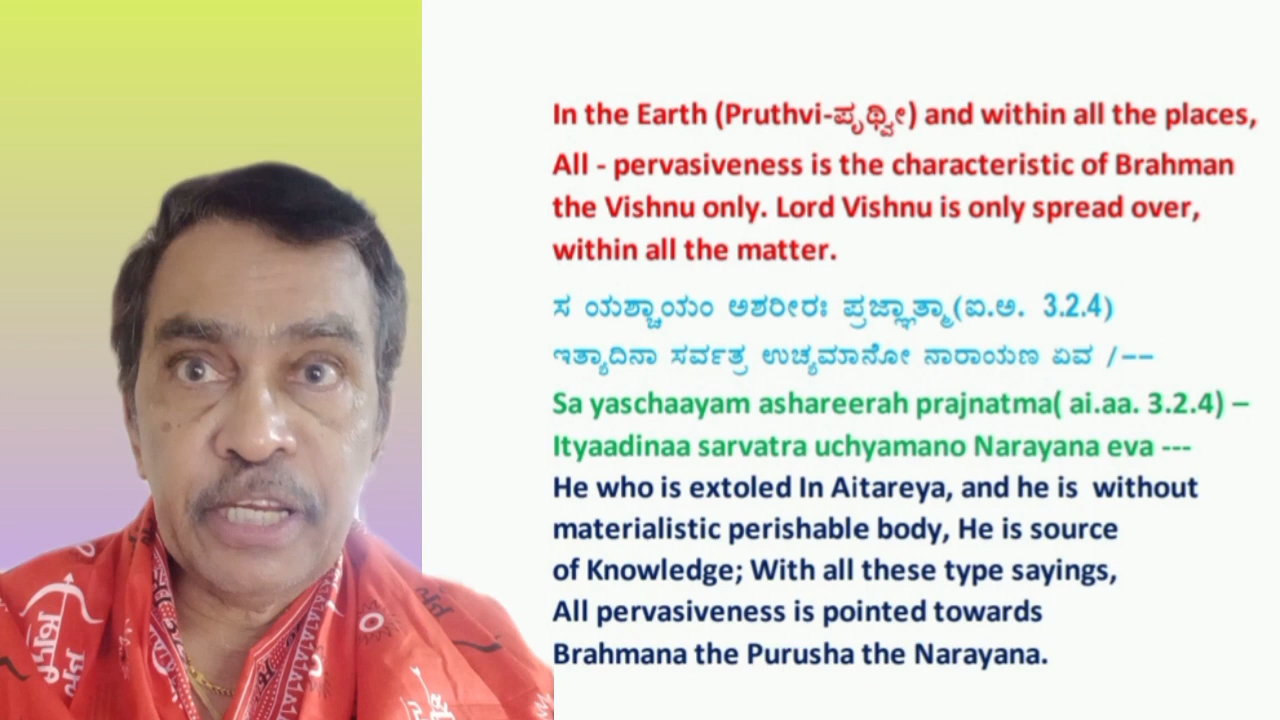 In the Earth (Pruthvi-ಪೃಥ್ವೀ) and within all the places,
All - pervasiveness is the characteristic of Brahman
the Vishnu only. Lord Vishnu is only spread over,
within all the matter.
ಸ ಯಶ್ಚಾಯಂ ಅಶರೀರಃ ಪ್ರಜ್ಞಾತ್ಮಾ(ಐ.ಅ. 3.2.4)
ಇತ್ಯಾದಿನಾ ಸರ್ವತ್ರ ಉಚ್ಯಮಾನೋ ನಾರಾಯಣ ಏವ /--
Sa yaschaayam ashareerah prajnatma( ai.aa. 3.2.4) –
Ityaadinaa sarvatra uchyamano Narayana eva ---
He who is extoled In Aitareya, and he is without
materialistic perishable body, He is source
of Knowledge; With all these type sayings,
All pervasiveness is pointed towards
Brahmana the Purusha the Narayana.